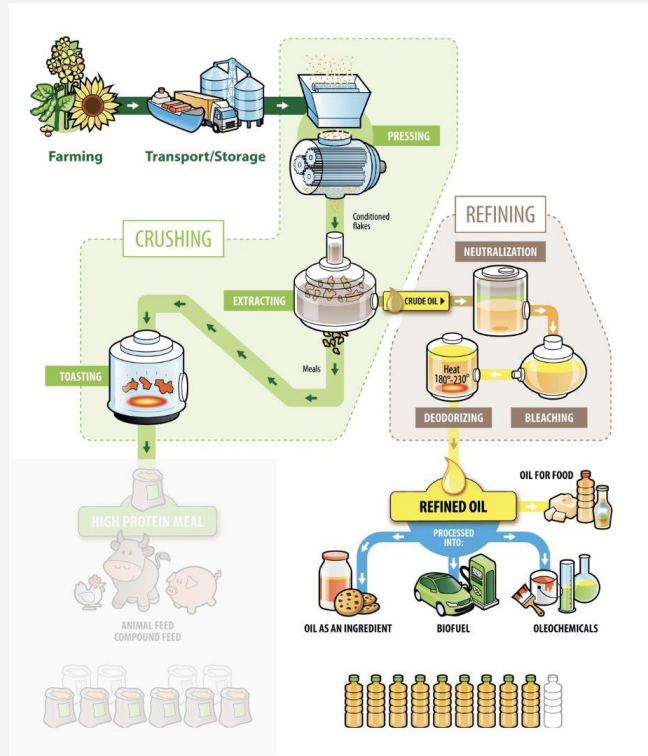 Farming
Transport/Storage
PRESSING
Conditioned
flakes
CRUSHING
REFINING
NEUTRALIZATION
EXTRACTING
CRUDE OIL
Meals
Heat
180°-230°
TOASTING
DEODORIZING
BLEACHING
HIGH PROTEIN MEAL
ANIMAL FEED
COMPOUND FEED
REFINED OIL
OIL FOR FOOD
PROCESSED
INTO:
OIL AS AN INGREDIENT
BIOFUEL
OLEOCHEMICALS